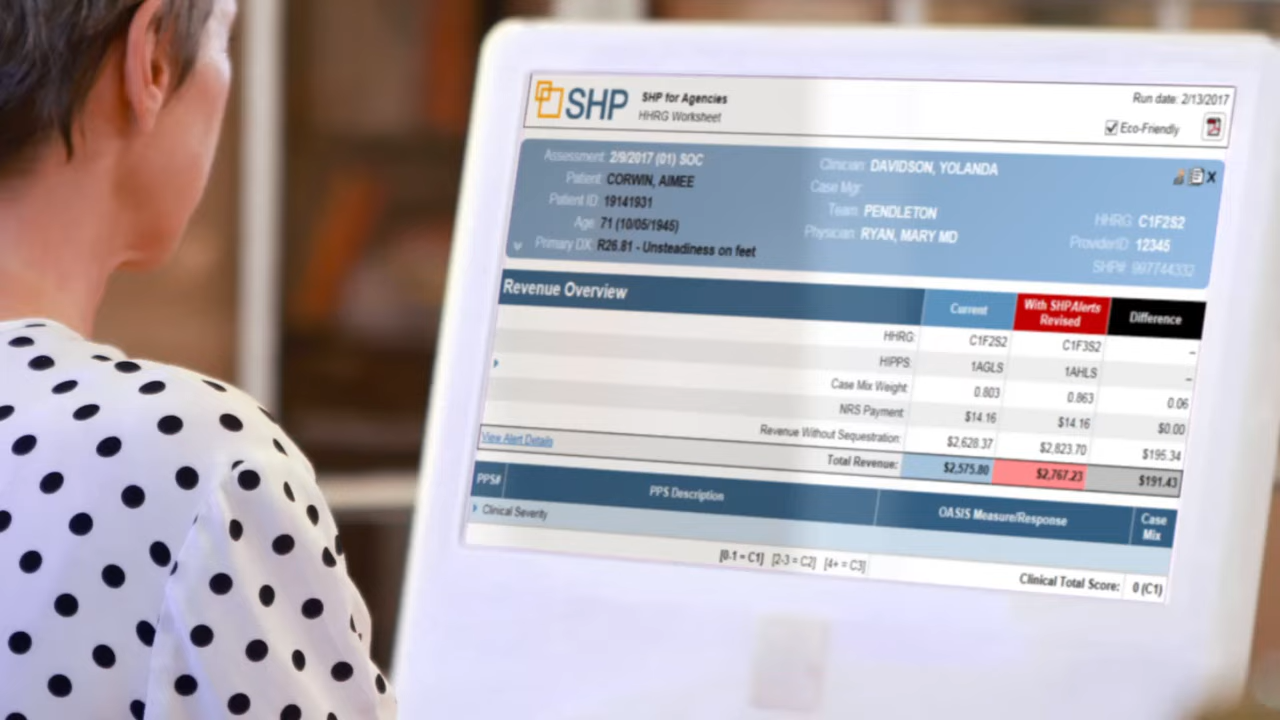 SHP
SHP for Agencies
HHRG Worksheet
Run date: 2/13/2017
Eco-Friendly
Assessment: 2/9/2017 (01) SOC
Patient: CORWIN, AIMEE
Patient ID: 19141931
Age: 71 (10/05/1945)
Primary DX: R26.81 - Unsteadiness on feet
Clinician: DAVIDSON, YOLANDA
Case Mgr:
Team: PENDLETON
Physician: RYAN, MARY MD
HHRG: C1F2S2
ProviderID: 12345
SHP#: 997744332
Revenue Overview Current With SHPAlerts Revised Difference
HHRG: C1F2S2 C1F3S2 --
HIPPS: 1AGLS 1AHLS --
Case Mix Weight: 0.803 0.863 0.06
NRS Payment: $14.16 $14.16 $0.00
Revenue Without Sequestration: $2,628.37 $2,823.70 $195.34
View Alert Details Total Revenue: $2,575.80 $2,767.23 $191.43
PPS# PPS Description OASIS Measure/Response Case Mix
Clinical Severity
[0-1 = C1] [2-3 = C2] [4+ = C3] Clinical Total Score: 0 (C1)